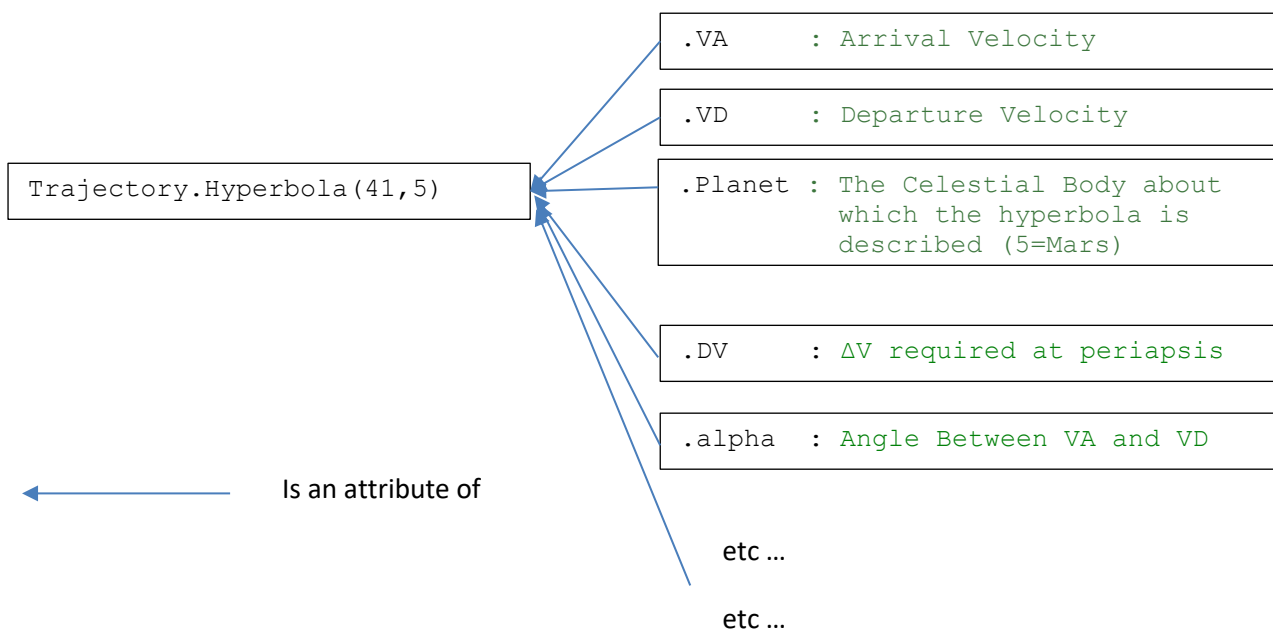 .VA : Arrival Velocity
.VD : Departure Velocity
Trajectory.Hyperbola(41,5)
.Planet : The Celestial Body about
which the hyperbola is
described (5=Mars)
.DV : ΔV required at periapsis
.alpha : Angle Between VA and VD
Is an attribute of
etc …
etc …